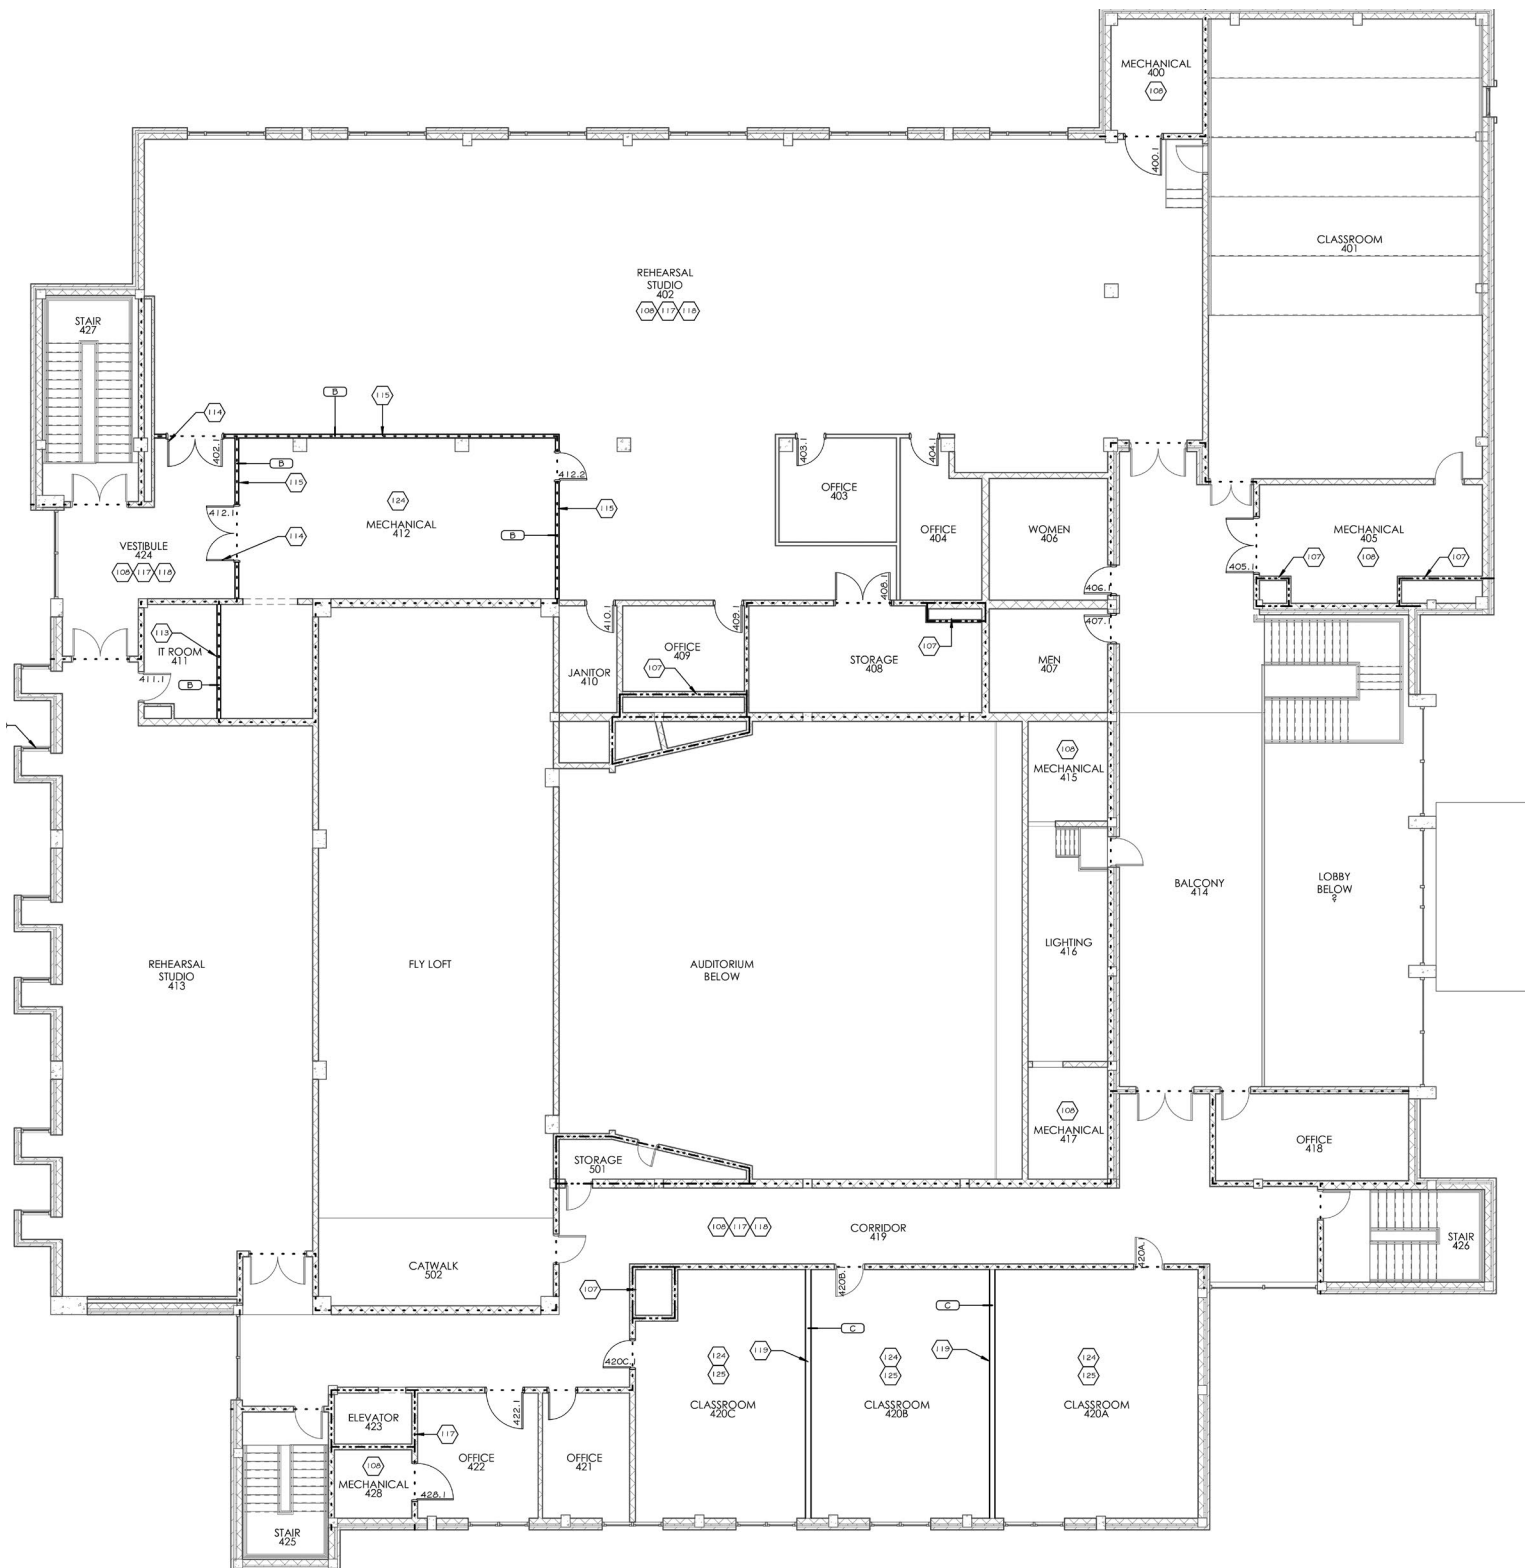 MECHANICAL
400
108
400.1
CLASSROOM
401
REHEARSAL
STUDIO
402
108 117 118
STAIR
427
114
B
115
402.1
B
115
412.1
114
124
MECHANICAL
412
412.2
115
B
403.1
404.1
OFFICE
403
OFFICE
404
WOMEN
406
406.1
MECHANICAL
405
107
108
107
405.1
VESTIBULE
424
108 117 118
113
IT ROOM
411
B
411.1
410.1
JANITOR
410
409.1
OFFICE
409
107
408.1
STORAGE
408
107
407.1
MEN
407
108
MECHANICAL
415
BALCONY
414
LOBBY
BELOW
?
LIGHTING
416
REHEARSAL
STUDIO
413
FLY LOFT
AUDITORIUM
BELOW
108
MECHANICAL
417
OFFICE
418
STORAGE
501
108 117 118
CORRIDOR
419
STAIR
426
CATWALK
502
107
420B.1
420A.1
C
C
119
119
420C.1
124
125
CLASSROOM
420C
124
125
CLASSROOM
420B
124
125
CLASSROOM
420A
ELEVATOR
423
117
422.1
OFFICE
422
OFFICE
421
108
MECHANICAL
428
428.1
STAIR
425